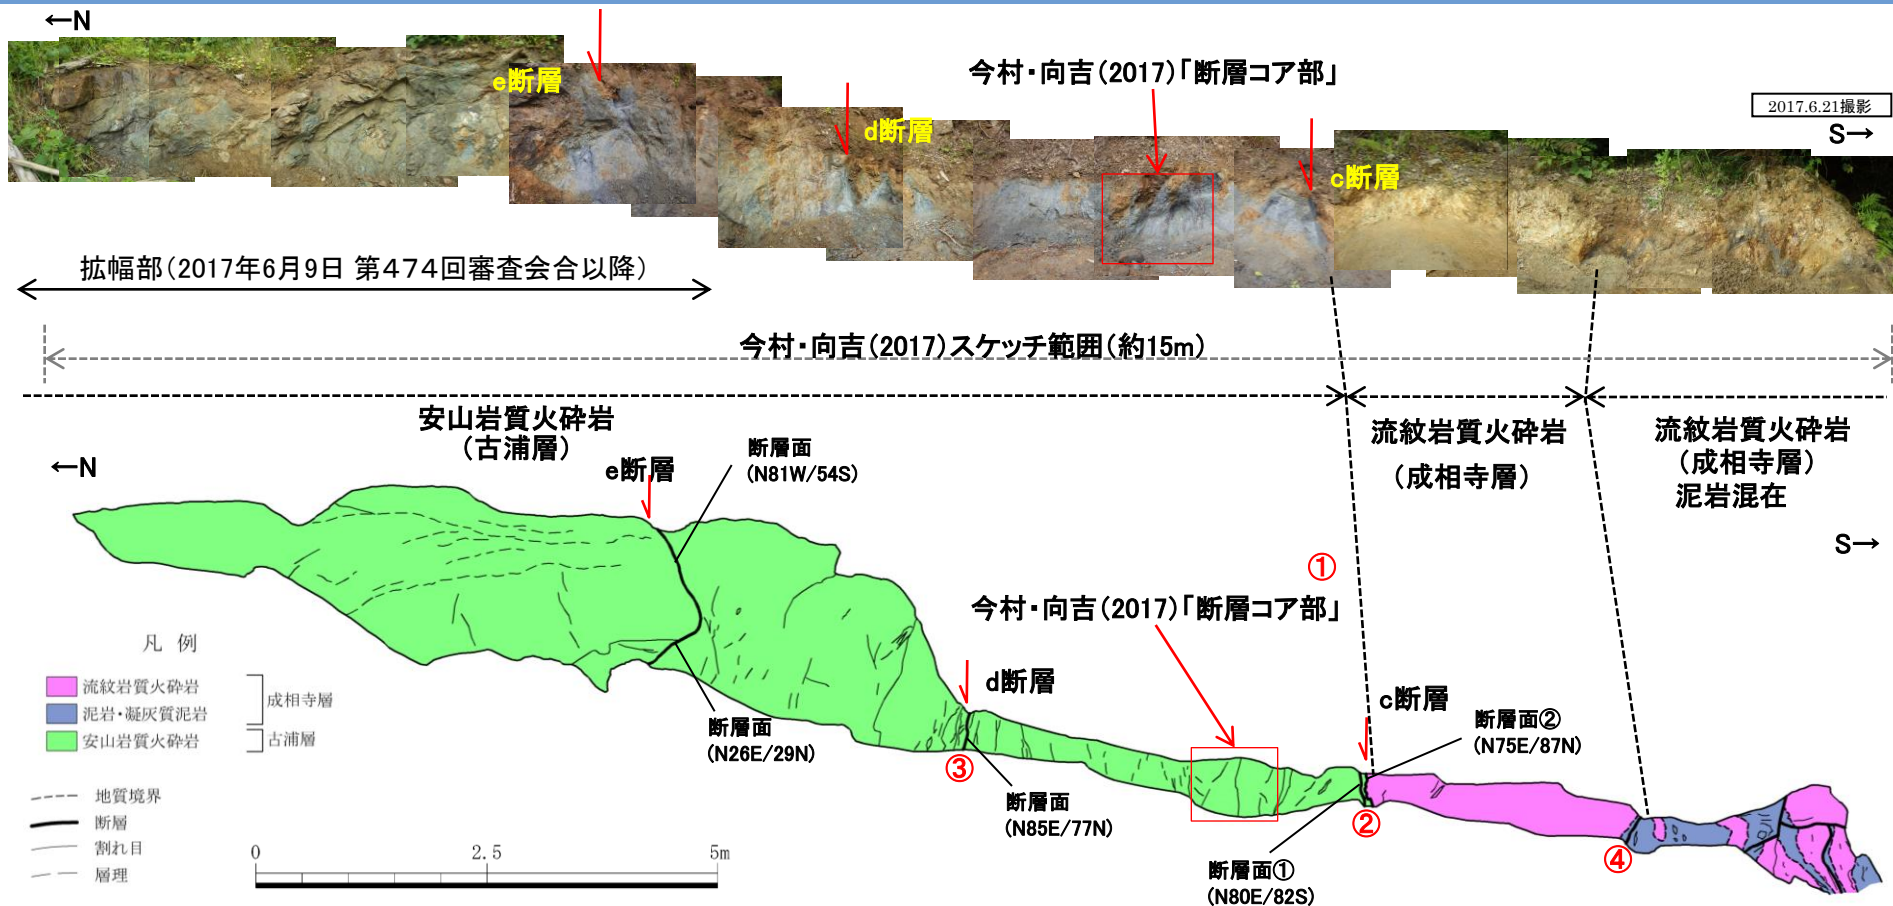 ←N
e断層
d断層
今村・向吉(2017)「断層コア部」
c断層
2017.6.21撮影
S→
拡幅部(2017年6月9日 第474回審査会合以降)
今村・向吉(2017)スケッチ範囲(約15m)
安山岩質火砕岩
(古浦層)
流紋岩質火砕岩
(成相寺層)
流紋岩質火砕岩
(成相寺層)
泥岩混在
←N
S→
e断層
断層面
(N81W/54S)
①
今村・向吉(2017)「断層コア部」
d断層
c断層
断層面②
(N75E/87N)
断層面
(N26E/29N)
③
断層面
(N85E/77N)
②
断層面①
(N80E/82S)
④
凡 例
流紋岩質火砕岩
泥岩・凝灰質泥岩
成相寺層
安山岩質火砕岩
古浦層
地質境界
断層
割れ目
層理
0 2.5 5m